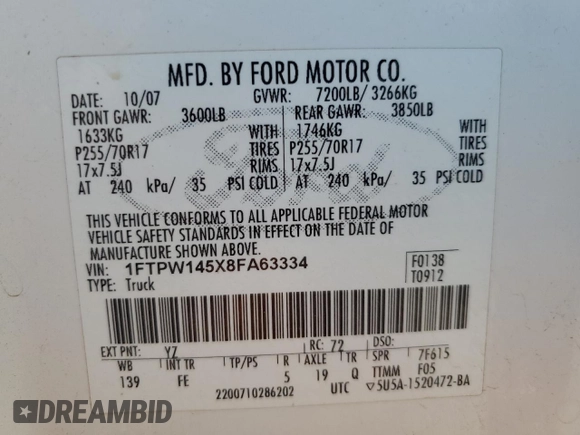 MFD. BY FORD MOTOR CO.
DATE: 10/07 GVWR: 7200LB/ 3266KG
FRONT GAWR: 3600LB REAR GAWR: 3850LB
1633KG WITH 1746KG WITH
P255/70R17 TIRES P255/70R17 TIRES
17x7.5J RIMS 17x7.5J RIMS
AT 240 kPa/ 35 PSI COLD AT 240 kPa/ 35 PSI COLD
Ford
THIS VEHICLE CONFORMS TO ALL APPLICABLE FEDERAL MOTOR
VEHICLE SAFETY STANDARDS IN EFFECT ON THE DATE OF
MANUFACTURE SHOWN ABOVE.
VIN: 1FTPW145X8FA63334 F0138
TYPE: Truck T0912
EXT PNT: YZ RC: 72 DSO:
WB INT TR TP/PS R AXLE TR SPR 7F615
139 FE 5 19 Q TTMM F05
2200710286202 UTC ▽5U5A-1520472-BA
DREAMBID